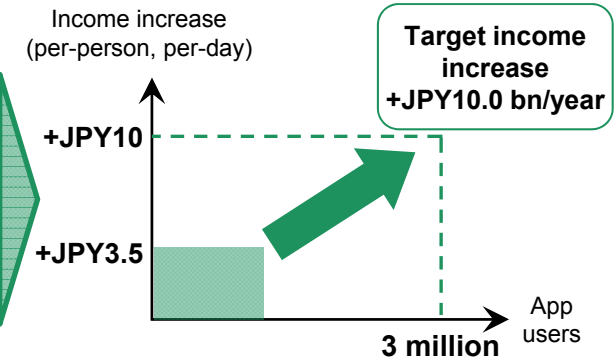 Income increase
(per-person, per-day)
Target income
increase
+JPY10.0 bn/year
+JPY10
+JPY3.5
App
users
3 million